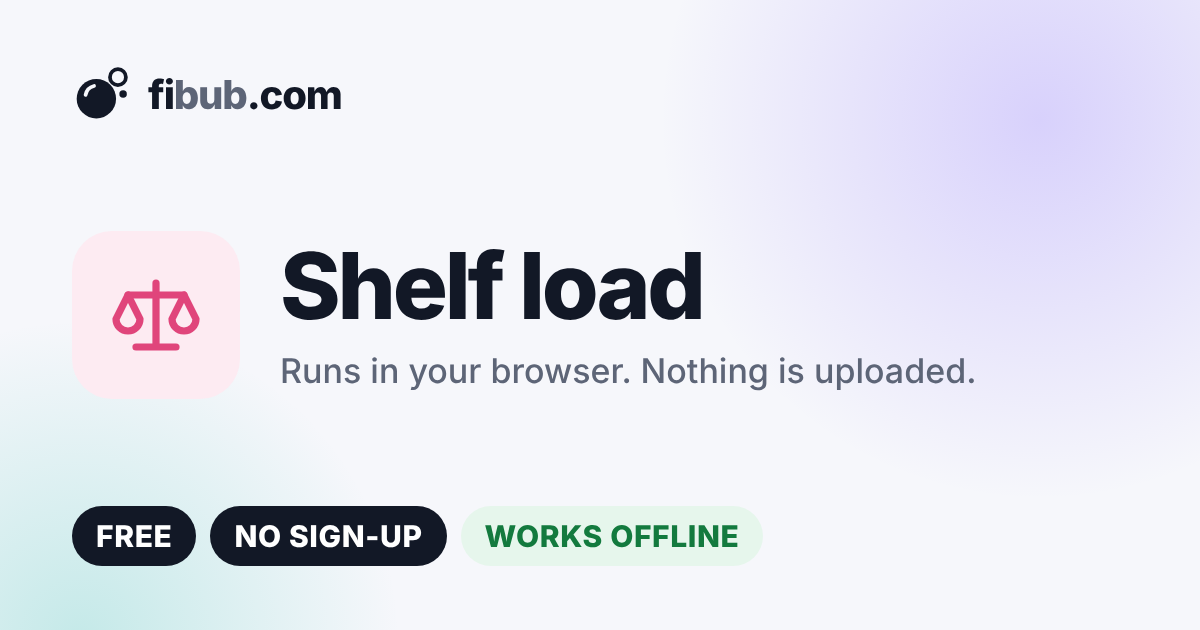 fibub.com
Shelf load
Runs in your browser. Nothing is uploaded.
FREE NO SIGN-UP WORKS OFFLINE